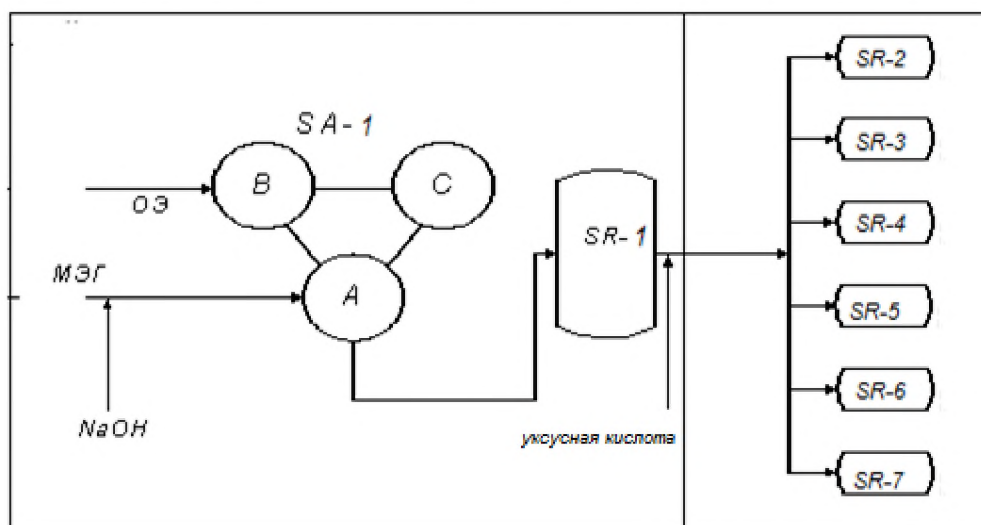 SA-1
B
C
ОЭ
МЭГ
A
NaOH
SR-1
уксусная кислота
SR-2
SR-3
SR-4
SR-5
SR-6
SR-7